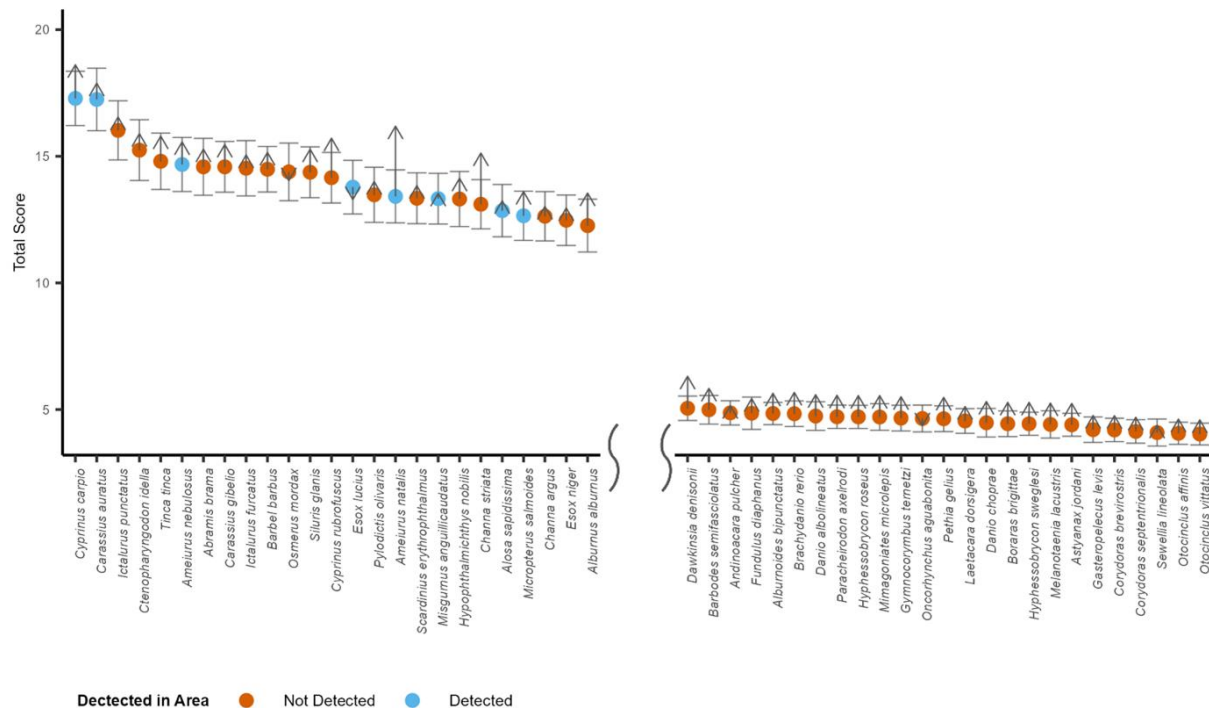 20
15
10
5
Total Score
Cyprinus carpio
Carassius auratus
Ictalurus punctatus
Ctenopharyngodon idella
Tinca tinca
Ameiurus nebulosus
Abramis brama
Carassius gibelio
Ictalurus furcatus
Barbel barbus
Osmerus mordax
Siluris glanis
Cyprinus rubrofuscus
Esox lucius
Pylodictis olivaris
Ameiurus natalis
Scardinius erythrophthalmus
Misgurnus anguillicaudatus
Hypophthalmichthys nobilis
Channa striata
Alosa sapidissima
Micropterus salmoides
Channa argus
Esox niger
Alburnus alburnus
Dawkinsia denisonii
Barbodes semifasciolatus
Andinoacara pulcher
Fundulus diaphanus
Alburnoides bipunctatus
Brachydanio rerio
Danio albolineatus
Paracheirodon axelrodi
Hyphessobrycon roseus
Mimagoniates microlepis
Gymnocorymbus ternetzi
Oncorhynchus aguabonita
Pethia gelius
Laetacara dorsigera
Danio choprae
Boraras brigittae
Hyphessobrycon sweglesi
Melanotaenia lacustris
Astyanax jordani
Gasteropelecus levis
Corydoras brevirostris
Corydoras septentrionalis
Sewellia lineolata
Otocinclus affinis
Otocinclus vittatus
Dectected in Area Not Detected Detected